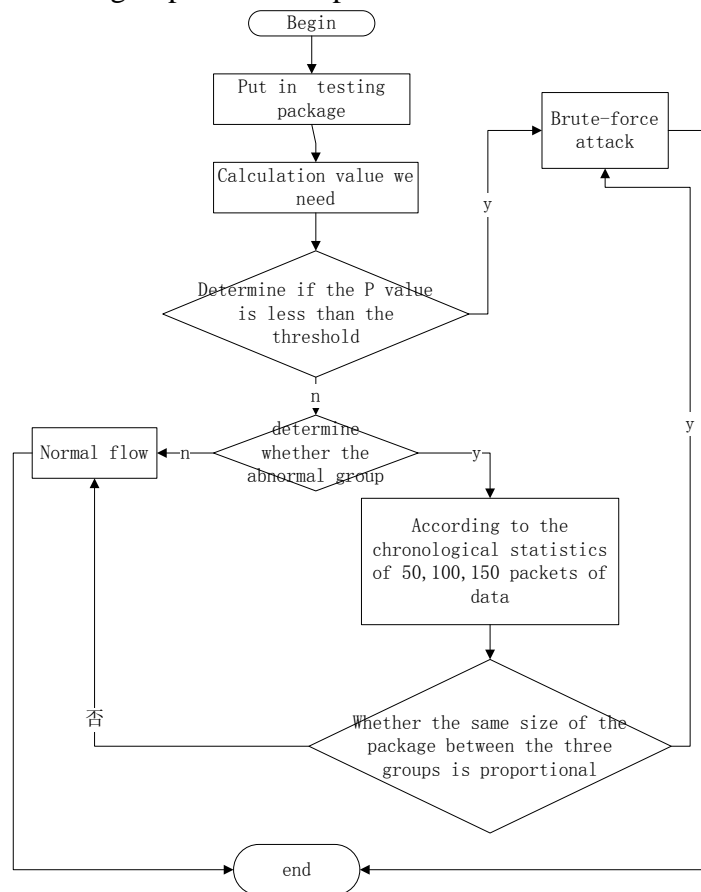 Begin
Put in testing
package
Brute-force
attack
Calculation value we
need
y
Determine if the P value
is less than the
threshold
n
determine
whether the
abnormal group
Normal flow
n
y
y
According to the
chronological statistics
of 50,100,150 packets of
data
否
Whether the same size of the
package between the three
groups is proportional
end